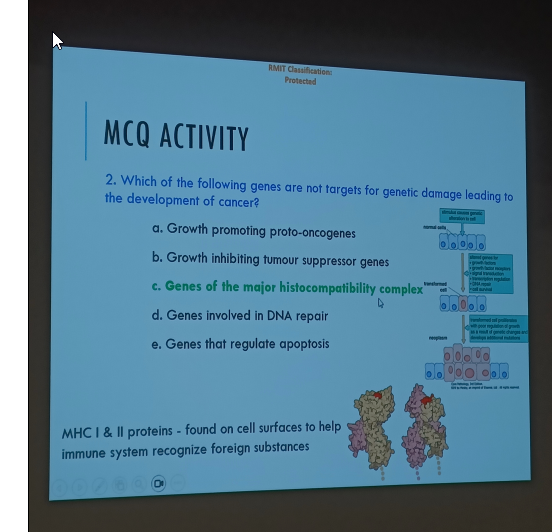 RMIT Classification:
Protected
MCQ ACTIVITY
2. Which of the following genes are not targets for genetic damage leading to
the development of cancer?
a. Growth promoting proto-oncogenes
b. Growth inhibiting tumour suppressor genes
c. Genes of the major histocompatibility complex
d. Genes involved in DNA repair
e. Genes that regulate apoptosis
normal cells
transformed
cell
neoplasm
MHC I & II proteins - found on cell surfaces to help
immune system recognize foreign substances